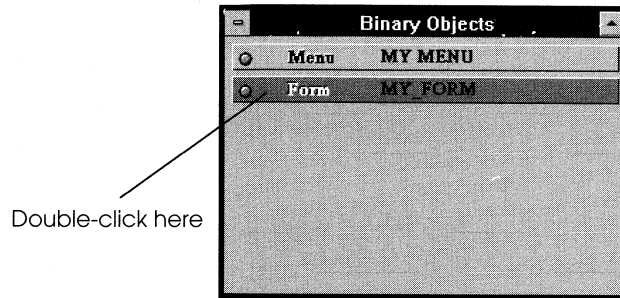 Binary Objects
Menu MY MENU
Form MY_FORM
Double-click here